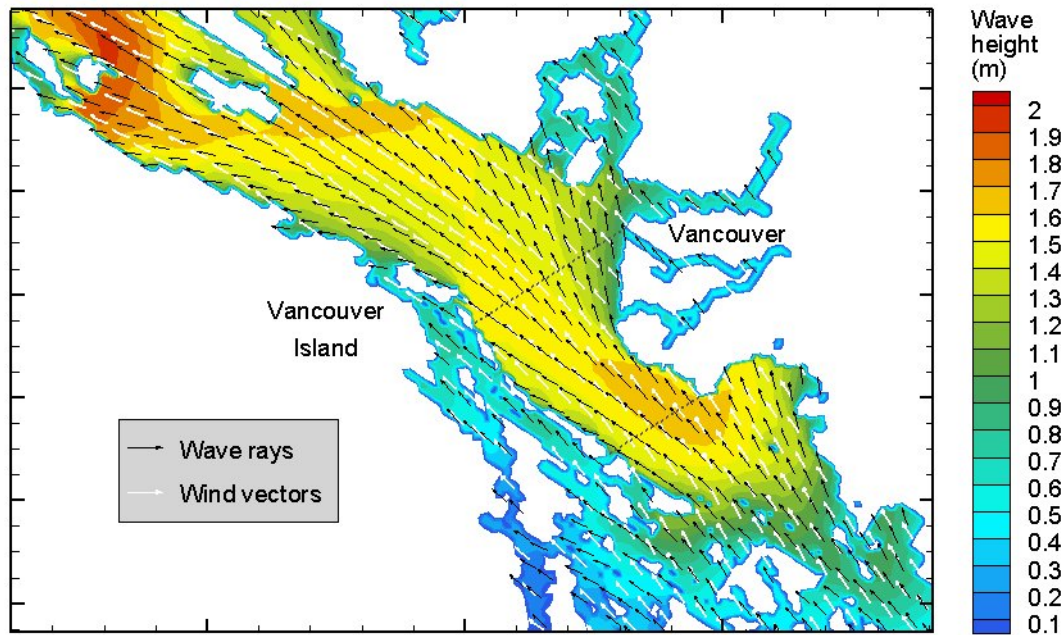 Wave
height
(m)
2
1.9
1.8
1.7
1.6
1.5
1.4
1.3
1.2
1.1
1
0.9
0.8
0.7
0.6
0.5
0.4
0.3
0.2
0.1
Vancouver
Vancouver
Island
Wave rays
Wind vectors